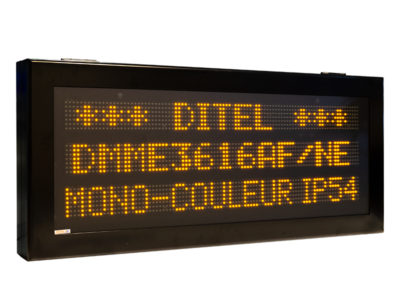 *** DITEL ***
DMME3616AF/NE
MONO-COULEUR IP54